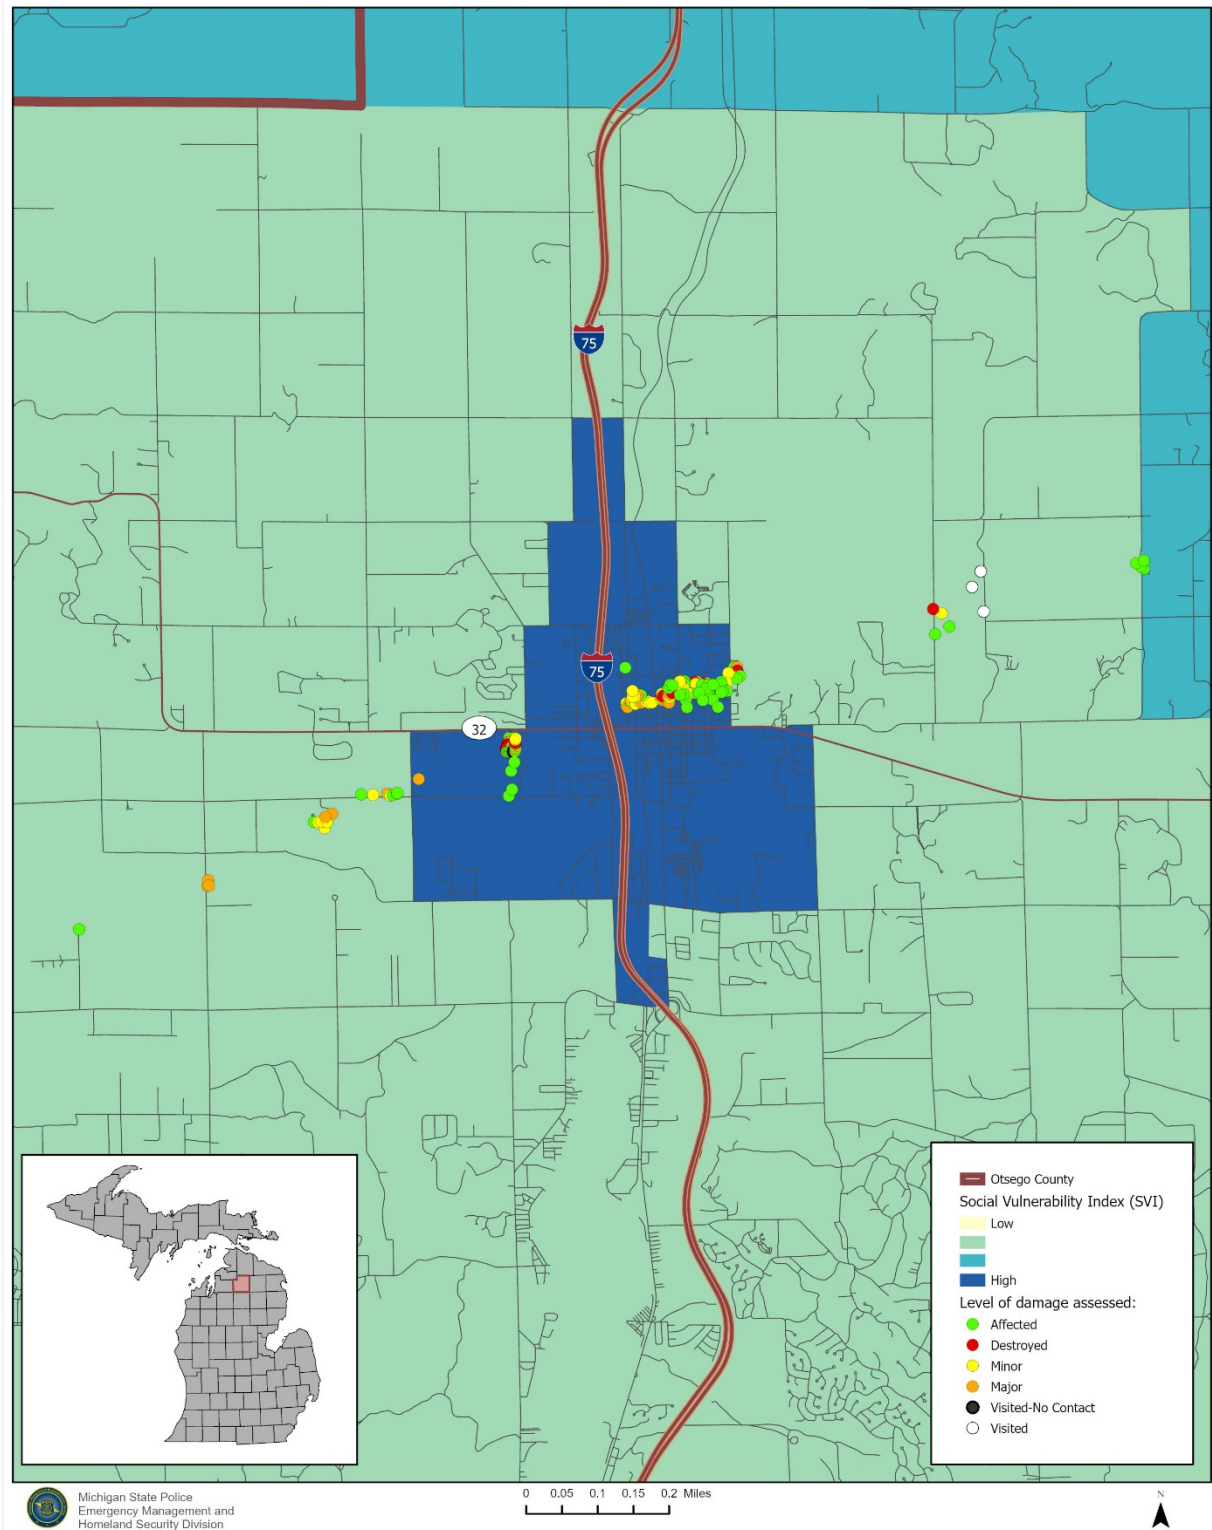 75
75
32
Otsego County
Social Vulnerability Index (SVI)
Low
High
Level of damage assessed:
Affected
Destroyed
Minor
Major
Visited-No Contact
Visited
Michigan State Police
Emergency Management and
Homeland Security Division
0 0.05 0.1 0.15 0.2 Miles
N